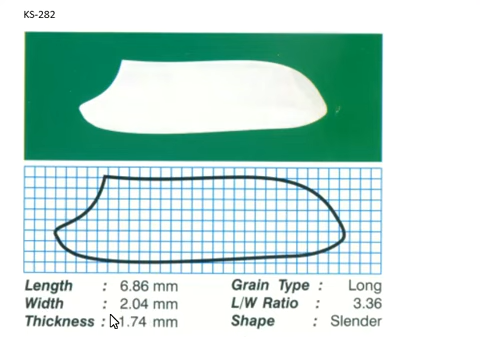 KS-282
Length : 6.86 mm Grain Type : Long
Width : 2.04 mm L/W Ratio : 3.36
Thickness : 1.74 mm Shape : Slender